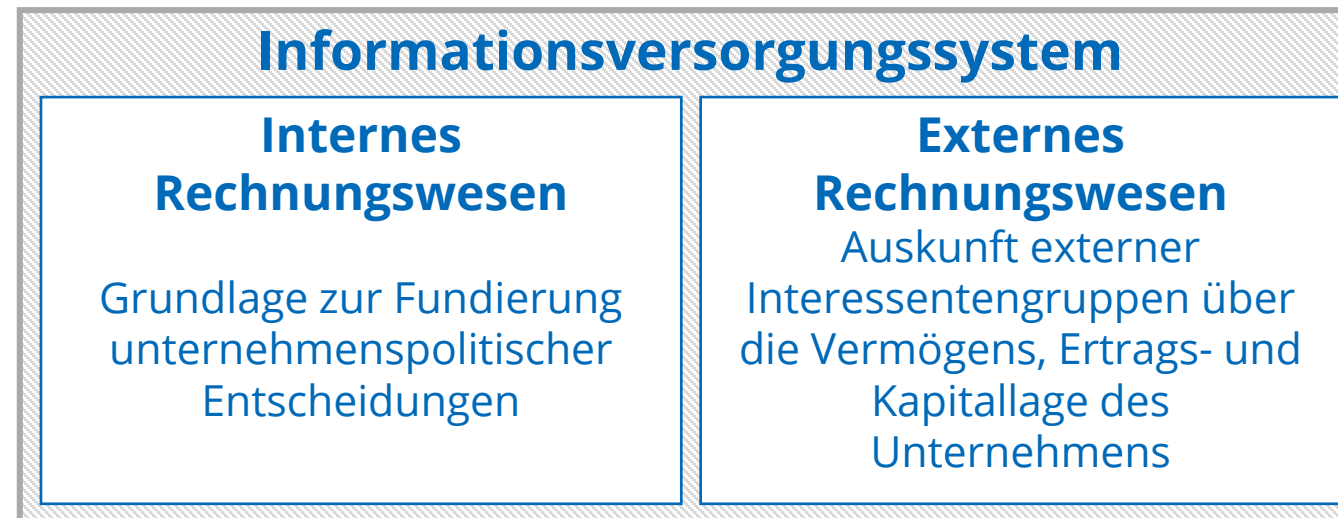 Informationsversorgungssystem
Internes
Rechnungswesen
Grundlage zur Fundierung
unternehmenspolitischer
Entscheidungen
Externes
Rechnungswesen
Auskunft externer
Interessentengruppen über
die Vermögens, Ertrags- und
Kapitallage des
Unternehmens